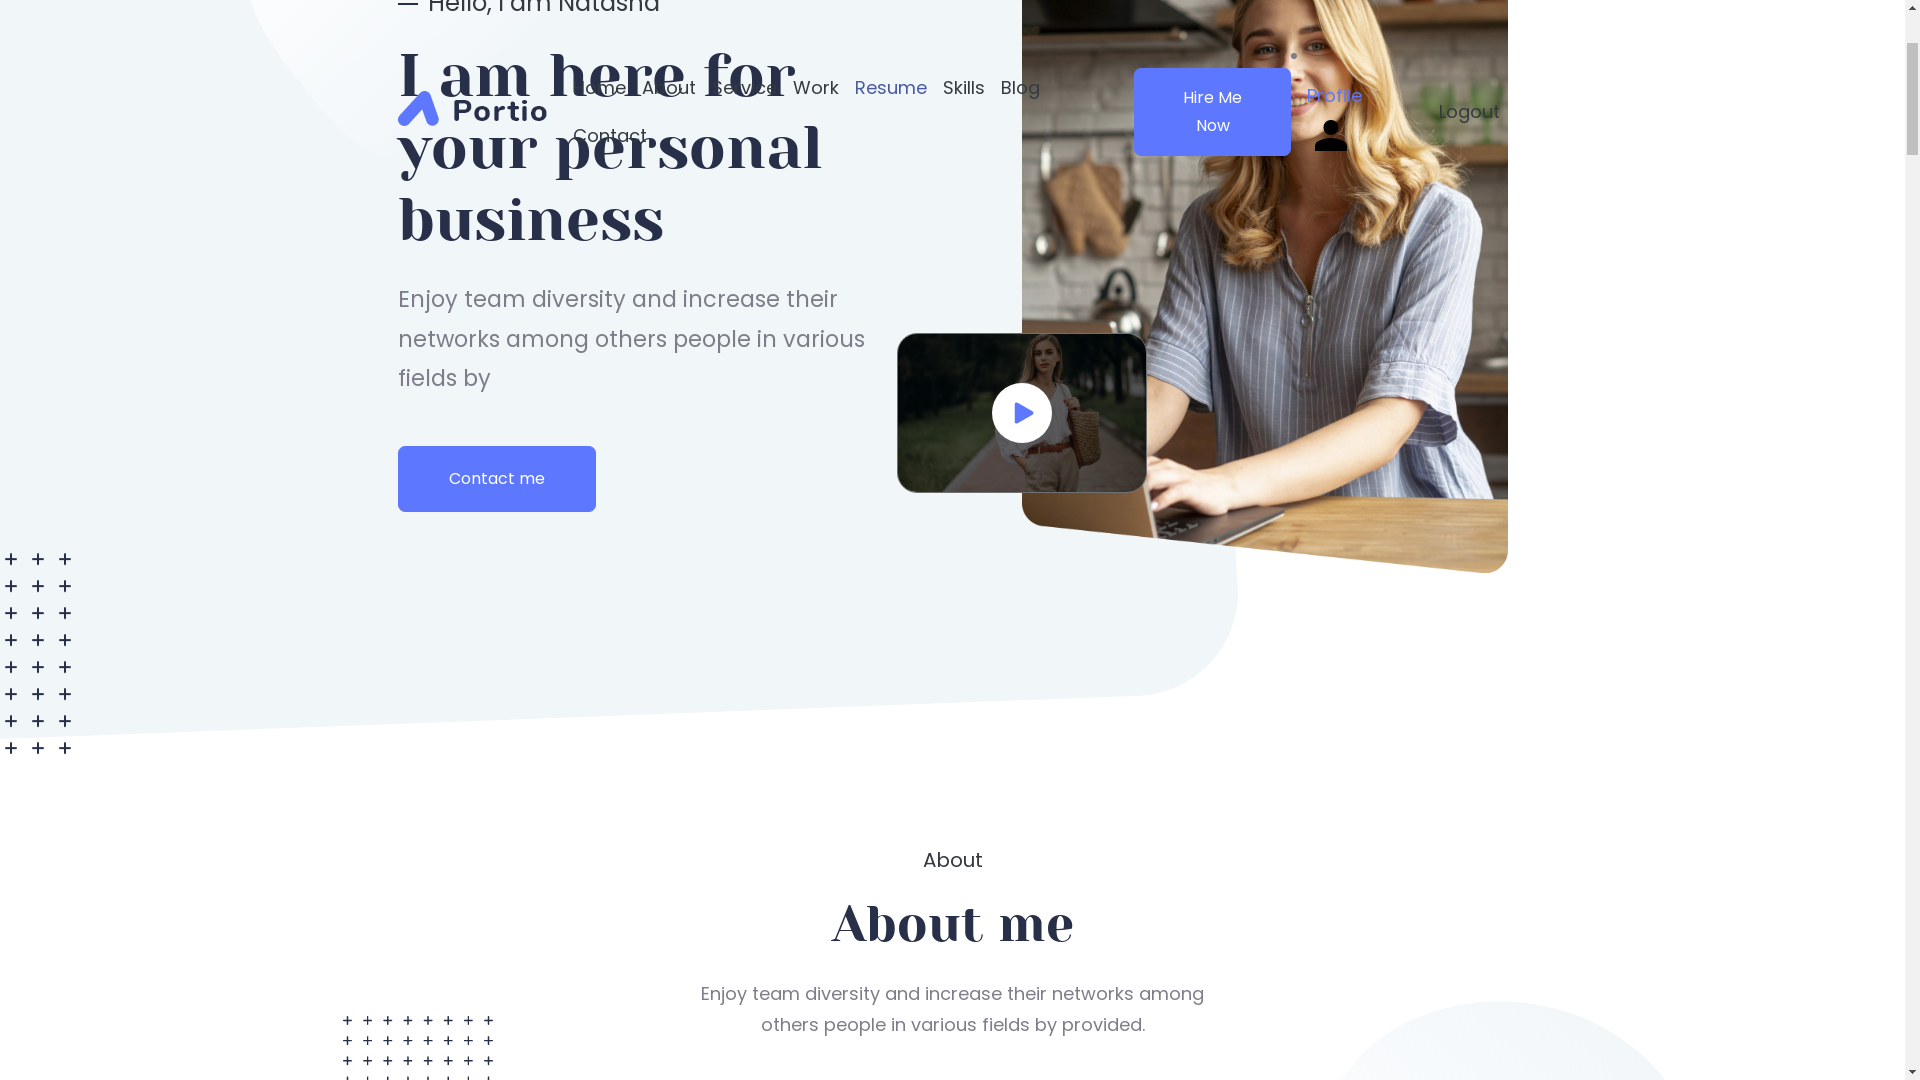 Hello, I am Natasha
I am here for
your personal
business
Portio
Home About Service Work Resume Skills Blog
Contact
Hire Me
Now
Profile
Logout
Enjoy team diversity and increase their
networks among others people in various
fields by
Contact me
About
About me
Enjoy team diversity and increase their networks among
others people in various fields by provided.